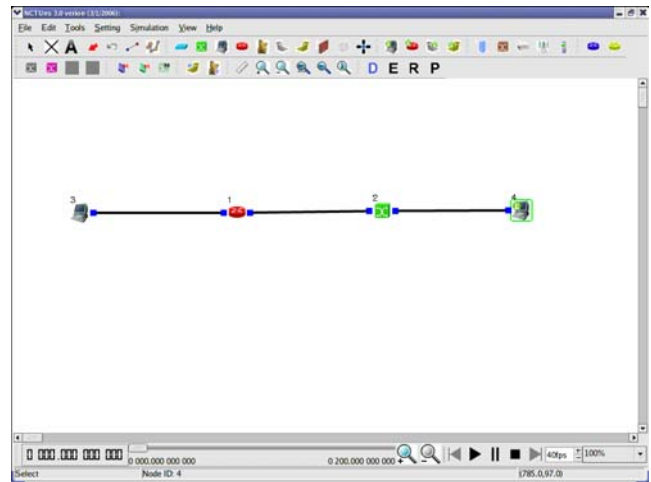 NCTUns 3.0 verion (3/1/2006):
File Edit Tools Setting Simulation View Help
A
D E R P
3 1 2 4
0 000 .000 000 000
0 000.000 000 000
0 200.000 000 000
40fps
100%
Select
Node ID: 4
(785.0,97.0)